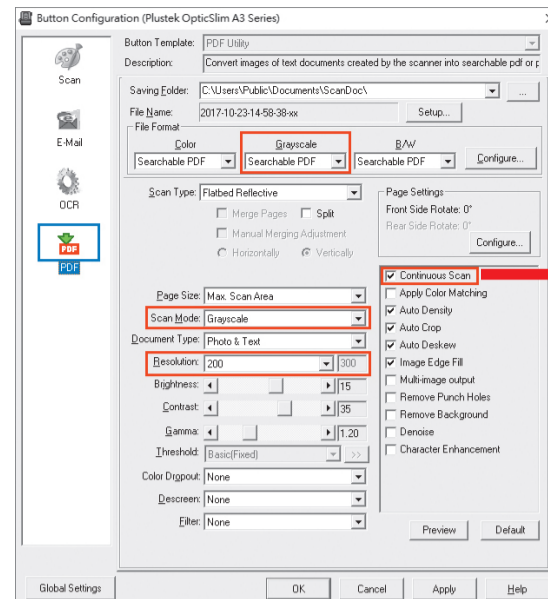 Button Configuration (Plustek OpticSlim A3 Series)
Scan
E-Mail
OCR
PDF
PDF
Global Settings
Button Template: PDF Utility
Description: Convert images of text documents created by the scanner into searchable pdf or p
Saving Folder: C:\Users\Public\Documents\ScanDoc\ ...
File Name: 2017-10-23-14-58-38-xx Setup...
File Format
Color Grayscale B/W
Searchable PDF Searchable PDF Searchable PDF Configure...
Scan Type: Flatbed Reflective
Merge Pages Split
Manual Merging Adjustment
Horizontally Vertically
Page Settings
Front Side Rotate: 0°
Rear Side Rotate: 0°
Configure...
Page Size: Max. Scan Area
Scan Mode: Grayscale
Document Type: Photo & Text
Resolution: 200 300
Brightness: 15
Contrast: 35
Gamma: 1.20
Threshold: Basic(Fixed) >>
Color Dropout: None
Descreen: None
Filter: None
Continuous Scan
Apply Color Matching
Auto Density
Auto Crop
Auto Deskew
Image Edge Fill
Multi-image output
Remove Punch Holes
Remove Background
Denoise
Character Enhancement
Preview Default
OK Cancel Apply Help